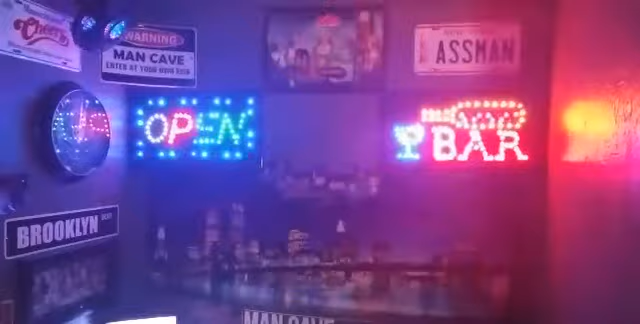 Cheers
WARNING
MAN CAVE
ENTER AT YOUR OWN RISK
ASSMAN
OPEN
BAR
BROOKLYN
MAN CAVE